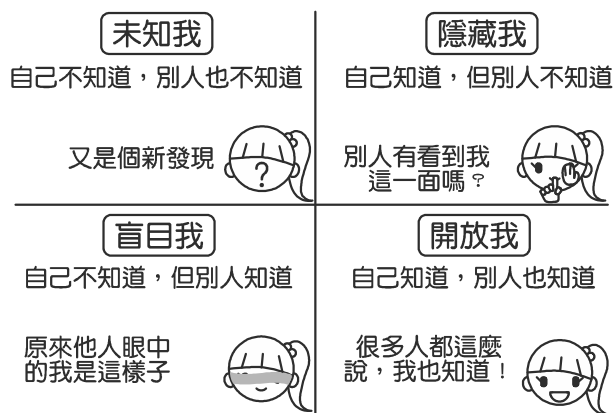 未知我
自己不知道，別人也不知道
又是個新發現
?
隱藏我
自己知道，但別人不知道
別人有看到我
這一面嗎？
盲目我
自己不知道，但別人知道
原來他人眼中
的我是這樣子
開放我
自己知道，別人也知道
很多人都這麼
說，我也知道！